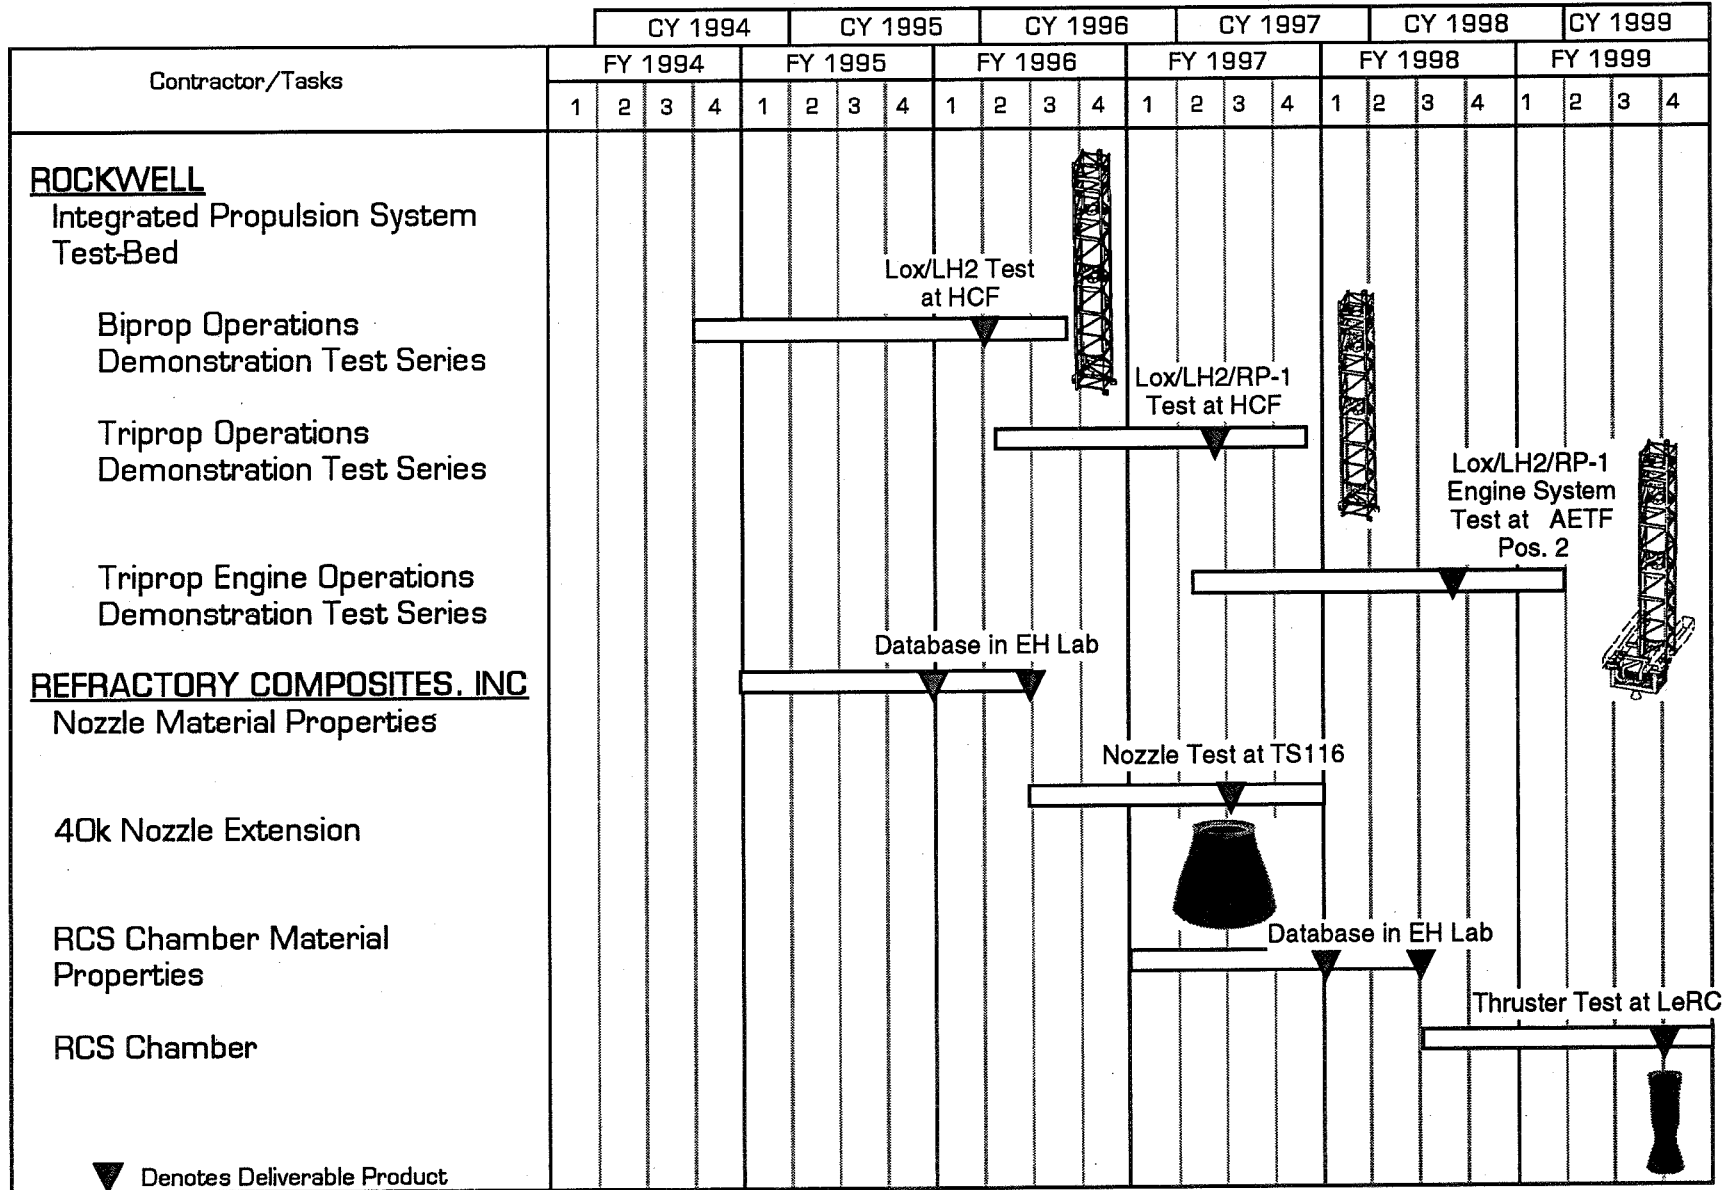 CY 1994 CY 1995 CY 1996 CY 1997 CY 1998 CY 1999
Contractor/Tasks
FY 1994 FY 1995 FY 1996 FY 1997 FY 1998 FY 1999
1 2 3 4 1 2 3 4 1 2 3 4 1 2 3 4 1 2 3 4 1 2 3 4
ROCKWELL
Integrated Propulsion System
Test-Bed
Lox/LH2 Test
at HCF
Biprop Operations
Demonstration Test Series
Lox/LH2/RP-1
Test at HCF
Triprop Operations
Demonstration Test Series
Lox/LH2/RP-1
Engine System
Test at AETF
Pos. 2
Triprop Engine Operations
Demonstration Test Series
Database in EH Lab
REFRACTORY COMPOSITES, INC
Nozzle Material Properties
Nozzle Test at TS116
40k Nozzle Extension
RCS Chamber Material
Properties
Database in EH Lab
Thruster Test at LeRC
RCS Chamber
Denotes Deliverable Product